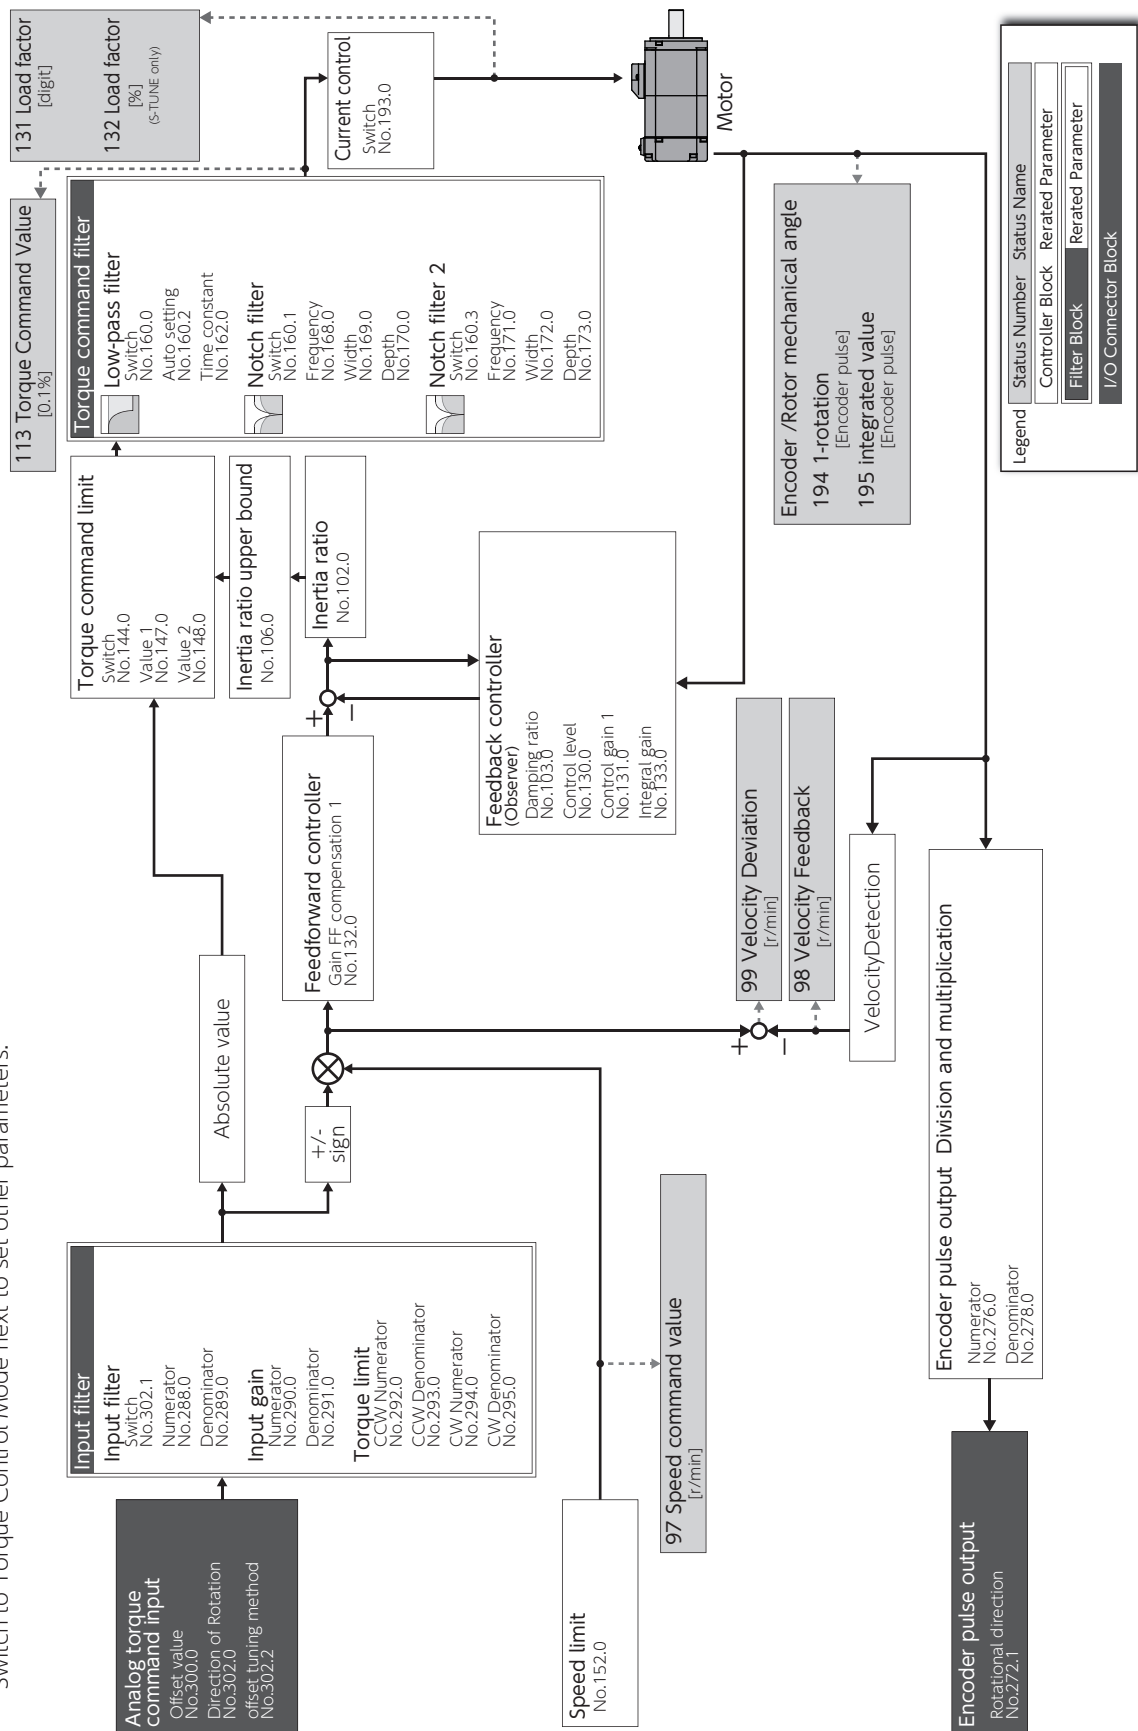 Switch to Torque Control Mode next to set other parameters.
Analog torque
command input
Offset value
No.300.0
Direction of Rotation
No.302.0
offset tuning method
No.302.2
Input filter
Input filter
Switch
No.302.1
Numerator
No.288.0
Denominator
No.289.0
Input gain
Numerator
No.290.0
Denominator
No.291.0
Torque limit
CCW Numerator
No.292.0
CCW Denominator
No.293.0
CW Numerator
No.294.0
CW Denominator
No.295.0
Absolute value
+/-
sign
Speed limit
No.152.0
97 Speed command value
[r/min]
Feedforward controller
Gain FF compensation 1
No.132.0
+
−
Feedback controller
(Observer)
Damping ratio
No.103.0
Control level
No.130.0
Control gain 1
No.131.0
Integral gain
No.133.0
Inertia ratio
No.102.0
Inertia ratio upper bound
No.106.0
Torque command limit
Switch
No.144.0
Value 1
No.147.0
Value 2
No.148.0
113 Torque Command Value
[0.1%]
Torque command filter
Low-pass filter
Switch
No.160.0
Auto setting
No.160.2
Time constant
No.162.0
Notch filter
Switch
No.160.1
Frequency
No.168.0
Width
No.169.0
Depth
No.170.0
Notch filter 2
Switch
No.160.3
Frequency
No.171.0
Width
No.172.0
Depth
No.173.0
131 Load factor
[digit]
132 Load factor
[%]
(S-TUNE only)
Current control
Switch
No.193.0
Motor
Encoder /Rotor mechanical angle
194 1-rotation
[Encoder pulse]
195 integrated value
[Encoder pulse]
+
−
99 Velocity Deviation
[r/min]
98 Velocity Feedback
[r/min]
VelocityDetection
Encoder pulse output Division and multiplication
Numerator
No.276.0
Denominator
No.278.0
Encoder pulse output
Rotational direction
No.272.1
Legend
Status Number Status Name
Controller Block Rerated Parameter
Filter Block Rerated Parameter
I/O Connector Block